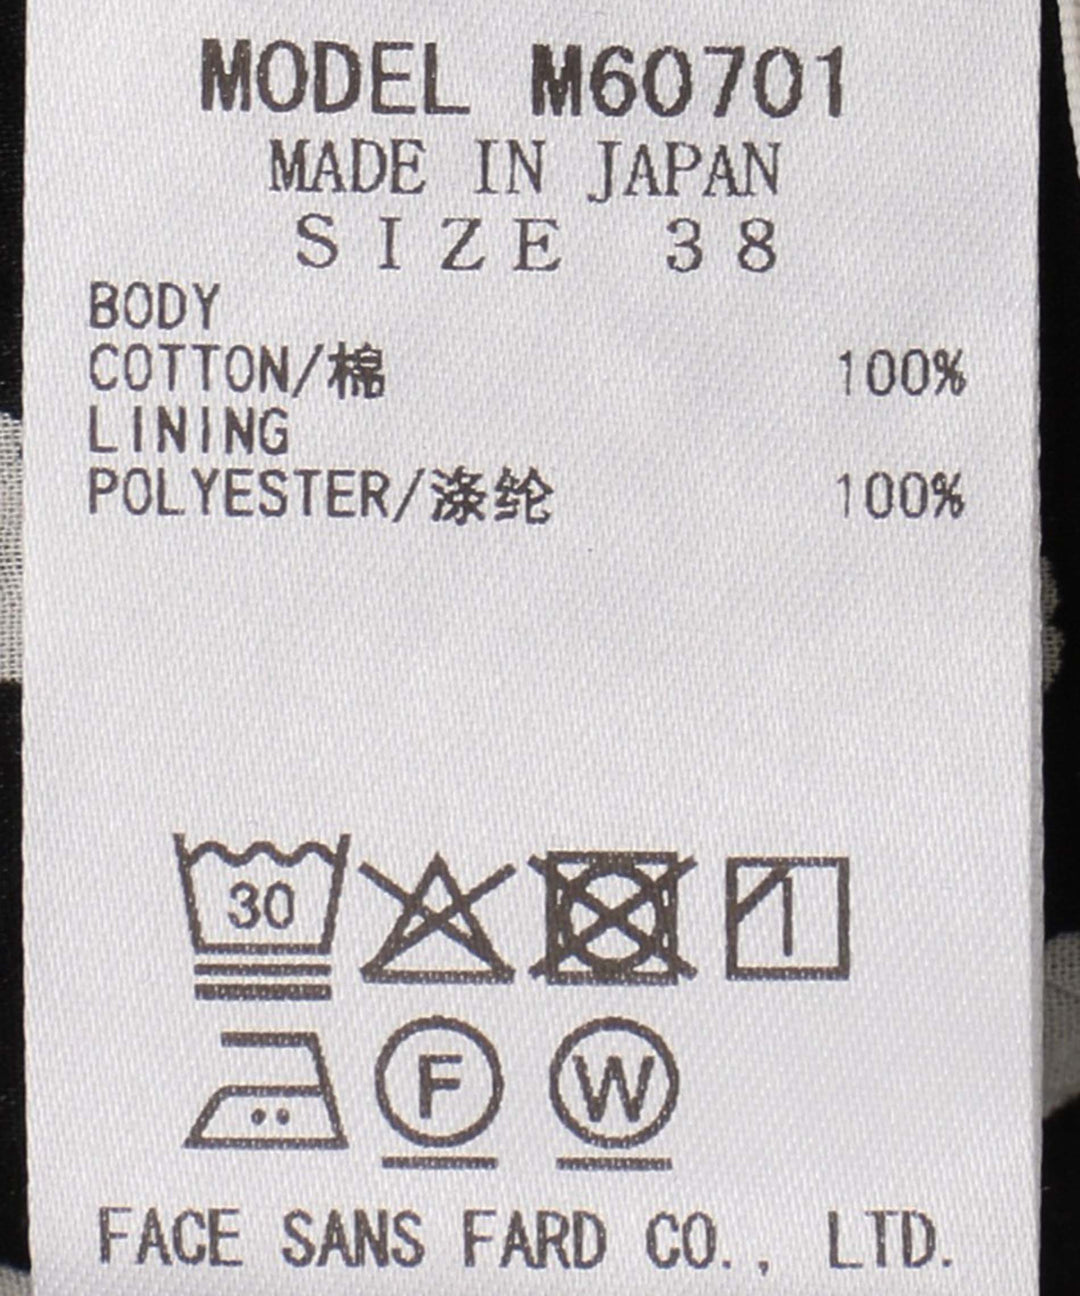 MODEL M60701
MADE IN JAPAN
SIZE 38
BODY
COTTON/棉 100%
LINING
POLYESTER/涤纶 100%
30
F W
FACE SANS FARD CO., LTD.